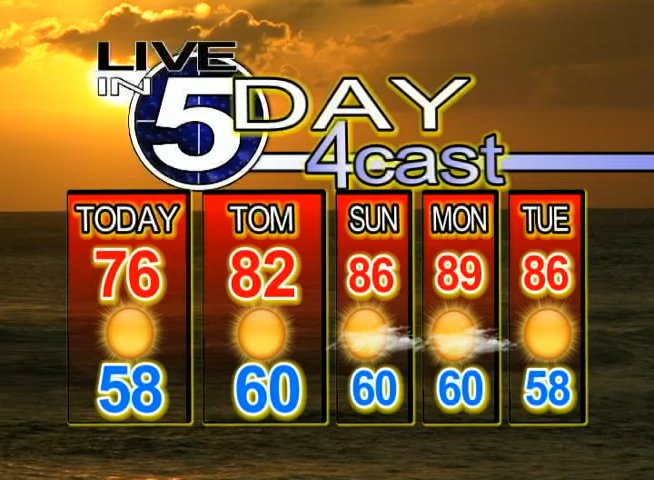 LIVE
IN 5 DAY
4cast
TODAY TOM SUN MON TUE
76 82 86 89 86
58 60 60 60 58